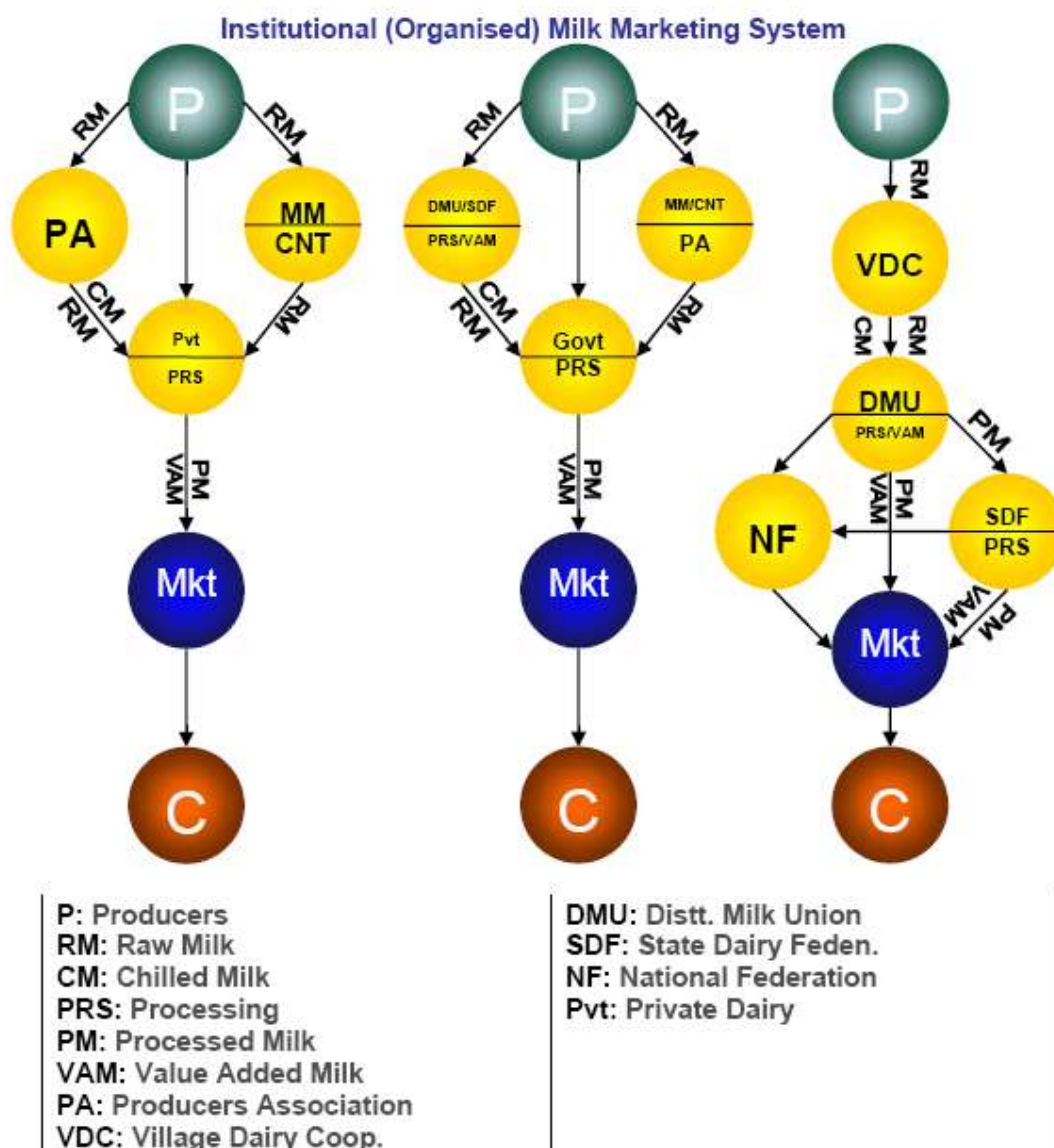 Institutional (Organised) Milk Marketing System
P
P
P
RM
RM
RM
RM
RM
PA
MM
CNT
DMU/SDF
PRS/VAM
MM/CNT
PA
VDC
CM
RM
RM
CM
RM
RM
CM
RM
Pvt
PRS
Govt
PRS
DMU
PRS/VAM
PM
VAM
PM
VAM
PM
VAM
PM
NF
SDF
PRS
VAM
PM
Mkt
Mkt
Mkt
C
C
C
P: Producers
RM: Raw Milk
CM: Chilled Milk
PRS: Processing
PM: Processed Milk
VAM: Value Added Milk
PA: Producers Association
VDC: Village Dairy Coop.
DMU: Distt. Milk Union
SDF: State Dairy Feden.
NF: National Federation
Pvt: Private Dairy